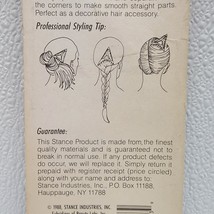 the corners to make smooth straight parts.
Perfect as a decorative hair accessory.
Professional Styling Tip:
Guarantee:
This Stance Product is made from the finest
quality materials and is guaranteed not to
break in normal use. If any product defects
do occur, we will gladly replace it. Simply return
it prepaid with register receipt (price circled)
along with your name and address to:
Stance Industries, Inc., P.O. Box 11188,
Hauppauge, NY 11788
© 1988, STANCE INDUSTRIES, INC.